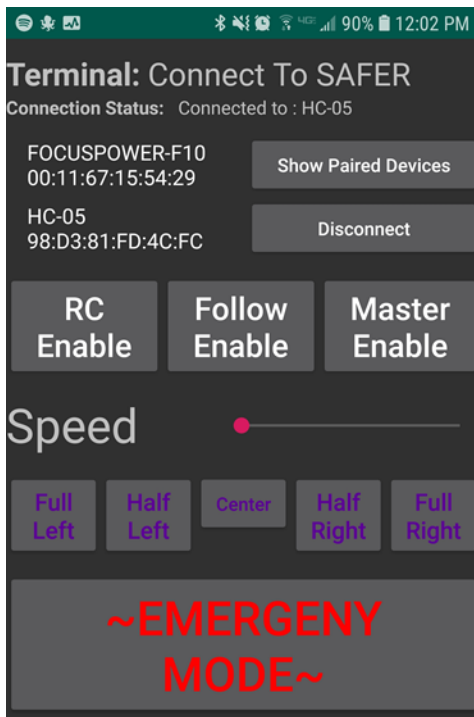 90% 12:02 PM
Terminal: Connect To SAFER
Connection Status: Connected to : HC-05
FOCUSPOWER-F10
00:11:67:15:54:29
Show Paired Devices
HC-05
98:D3:81:FD:4C:FC
Disconnect
RC
Enable
Follow
Enable
Master
Enable
Speed
Full
Left
Half
Left
Center
Half
Right
Full
Right
~EMERGENY
MODE~